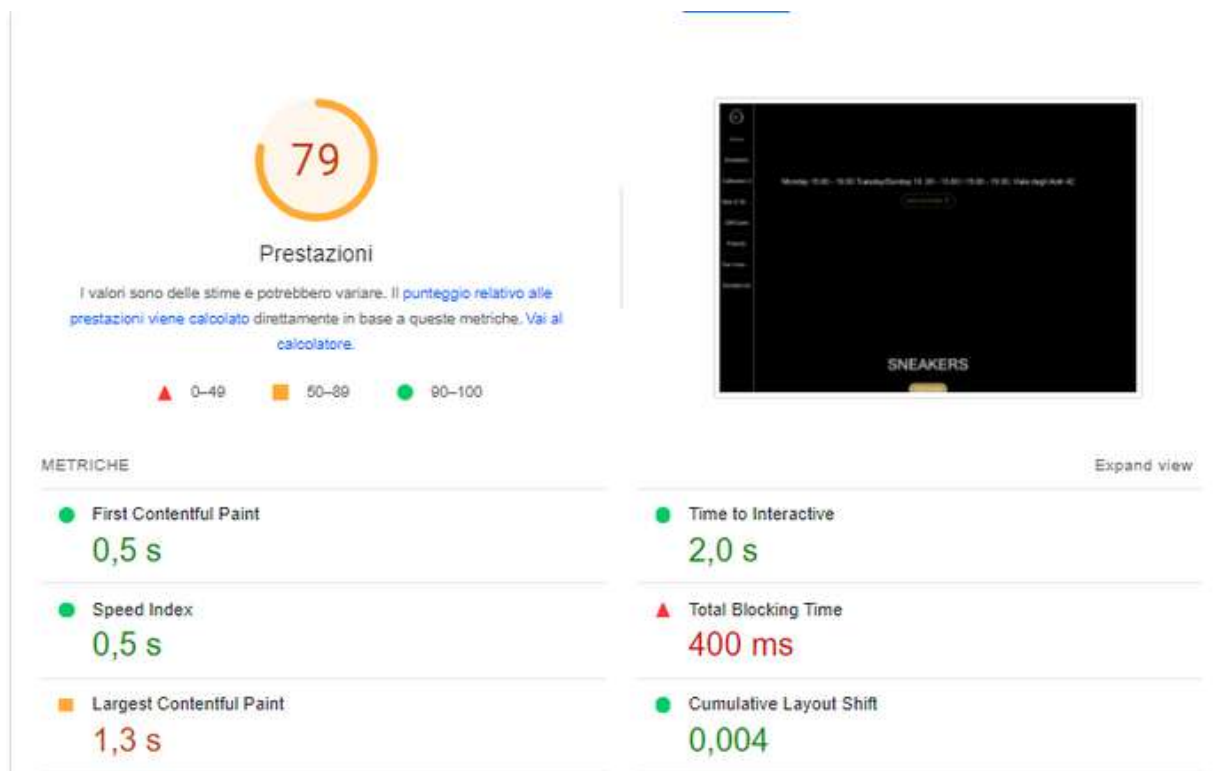 79
Prestazioni
I valori sono delle stime e potrebbero variare. Il punteggio relativo alle
prestazioni viene calcolato direttamente in base a queste metriche. Vai al
calcolatore.
0–49 50–89 90–100
SNEAKERS
METRICHE Expand view
First Contentful Paint Time to Interactive
0,5 s 2,0 s
Speed Index Total Blocking Time
0,5 s 400 ms
Largest Contentful Paint Cumulative Layout Shift
1,3 s 0,004